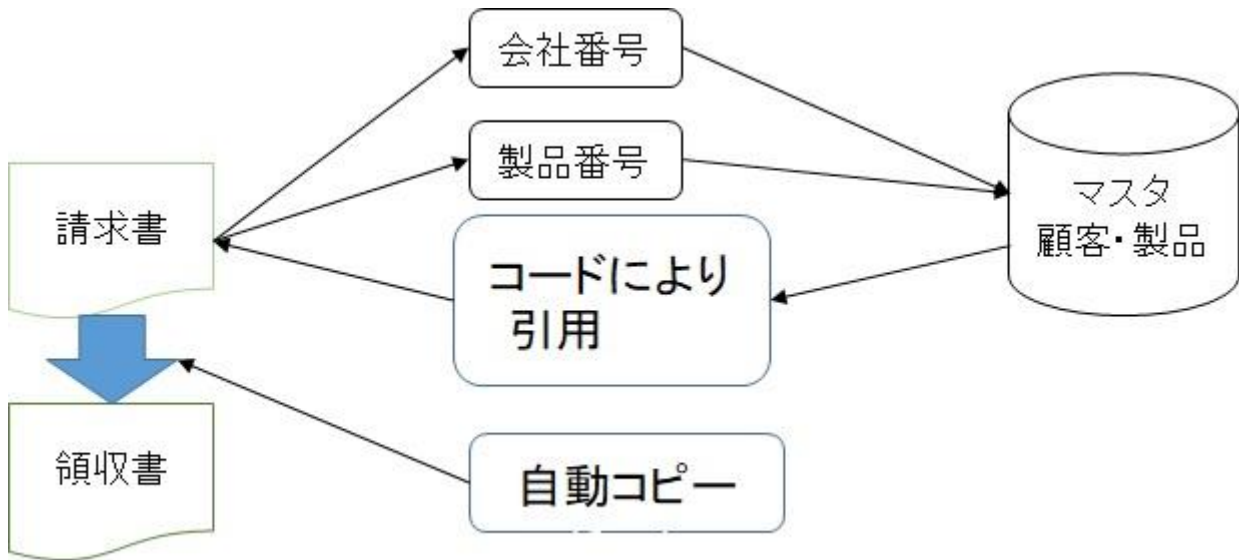 会社番号
製品番号
請求書
マスタ
顧客・製品
コードにより
引用
領収書
自動コピー